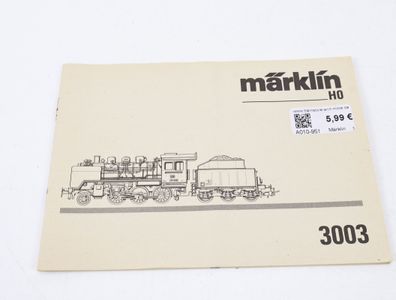 märklin
HO
5,99 €
A010-951
Märklin
3003